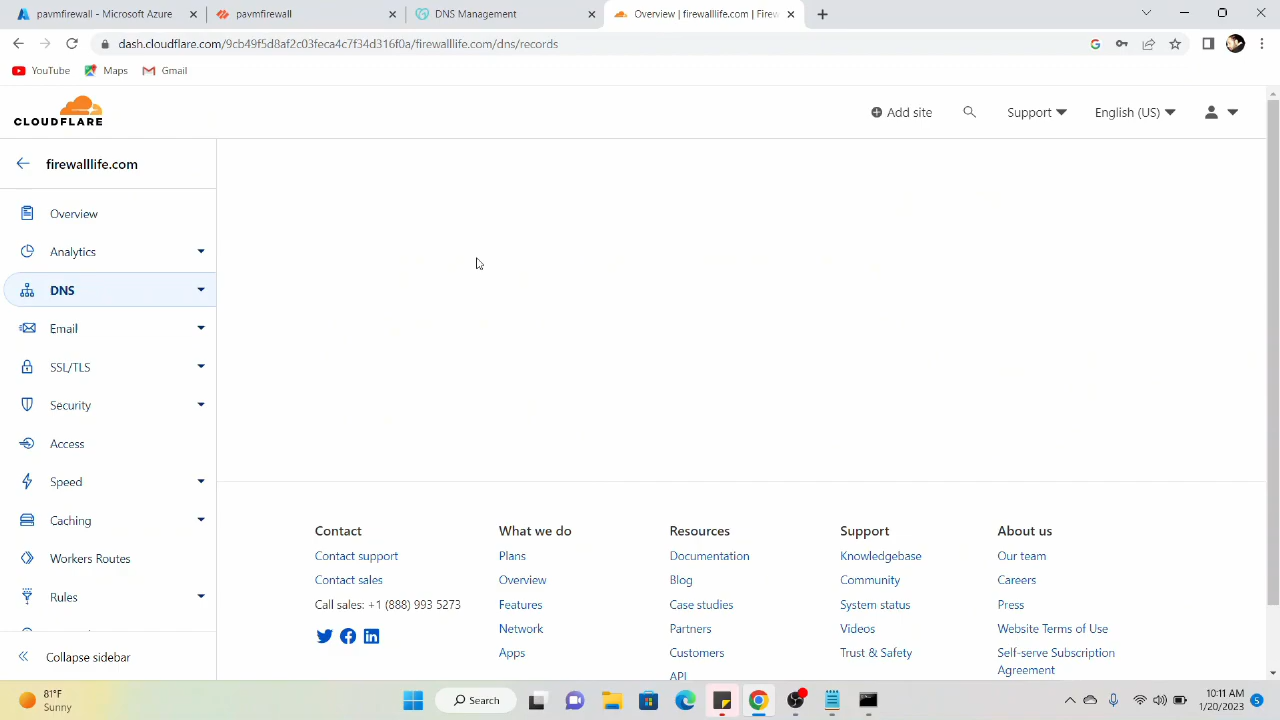 pavmfirewall - Microsoft Azure
pavmfirewall
DNS Management
Overview | firewalllife.com | Firew
dash.cloudflare.com/9cb49f5d8af2c03feca4c7f34d316f0a/firewalllife.com/dns/records
YouTube
Maps
Gmail
CLOUDFLARE
Add site
Support
English (US)
firewalllife.com
Overview
Analytics
DNS
Email
SSL/TLS
Security
Access
Speed
Caching
Workers Routes
Rules
Collapse sidebar
Contact
Contact support
Contact sales
Call sales: +1 (888) 993 5273
What we do
Plans
Overview
Features
Network
Apps
Resources
Documentation
Blog
Case studies
Partners
Customers
API
Support
Knowledgebase
Community
System status
Videos
Trust & Safety
About us
Our team
Careers
Press
Website Terms of Use
Self-serve Subscription
Agreement
81°F
Sunny
Search
10:11 AM
1/20/2023
5